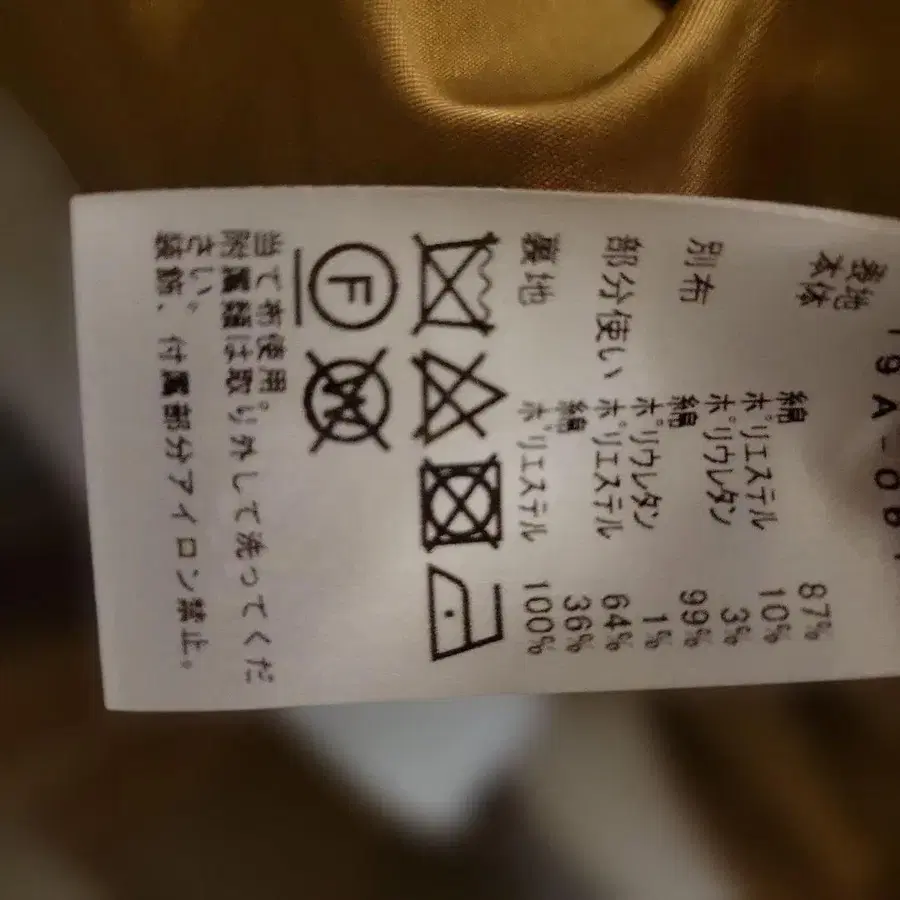 表地
本体 綿 87%
ポリエステル 10%
ポリウレタン 3%
別布 綿 99%
ポリウレタン 1%
部分使い ポリエステル 64%
綿 36%
裏地 ポリエステル 100%
F W
当て布使用。
附属類は取り外して洗ってくだ
さい。
装飾、付属部分アイロン禁止。